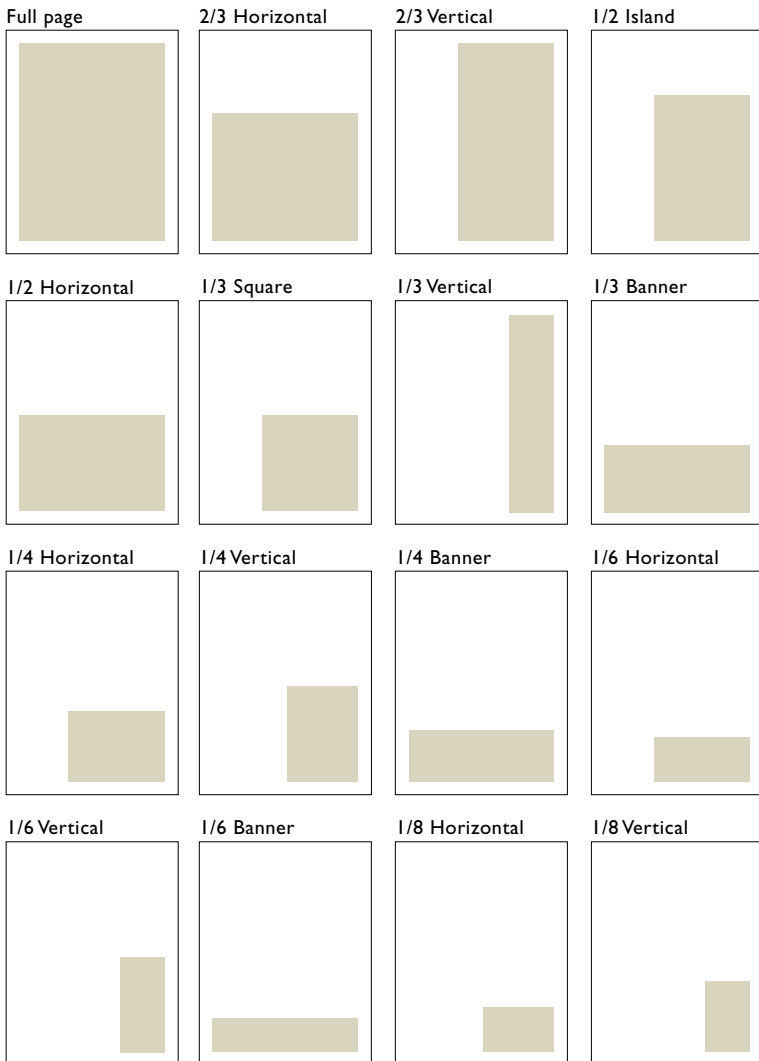 Full page
2/3 Horizontal
2/3 Vertical
1/2 Island
1/2 Horizontal
1/3 Square
1/3 Vertical
1/3 Banner
1/4 Horizontal
1/4 Vertical
1/4 Banner
1/6 Horizontal
1/6 Vertical
1/6 Banner
1/8 Horizontal
1/8 Vertical